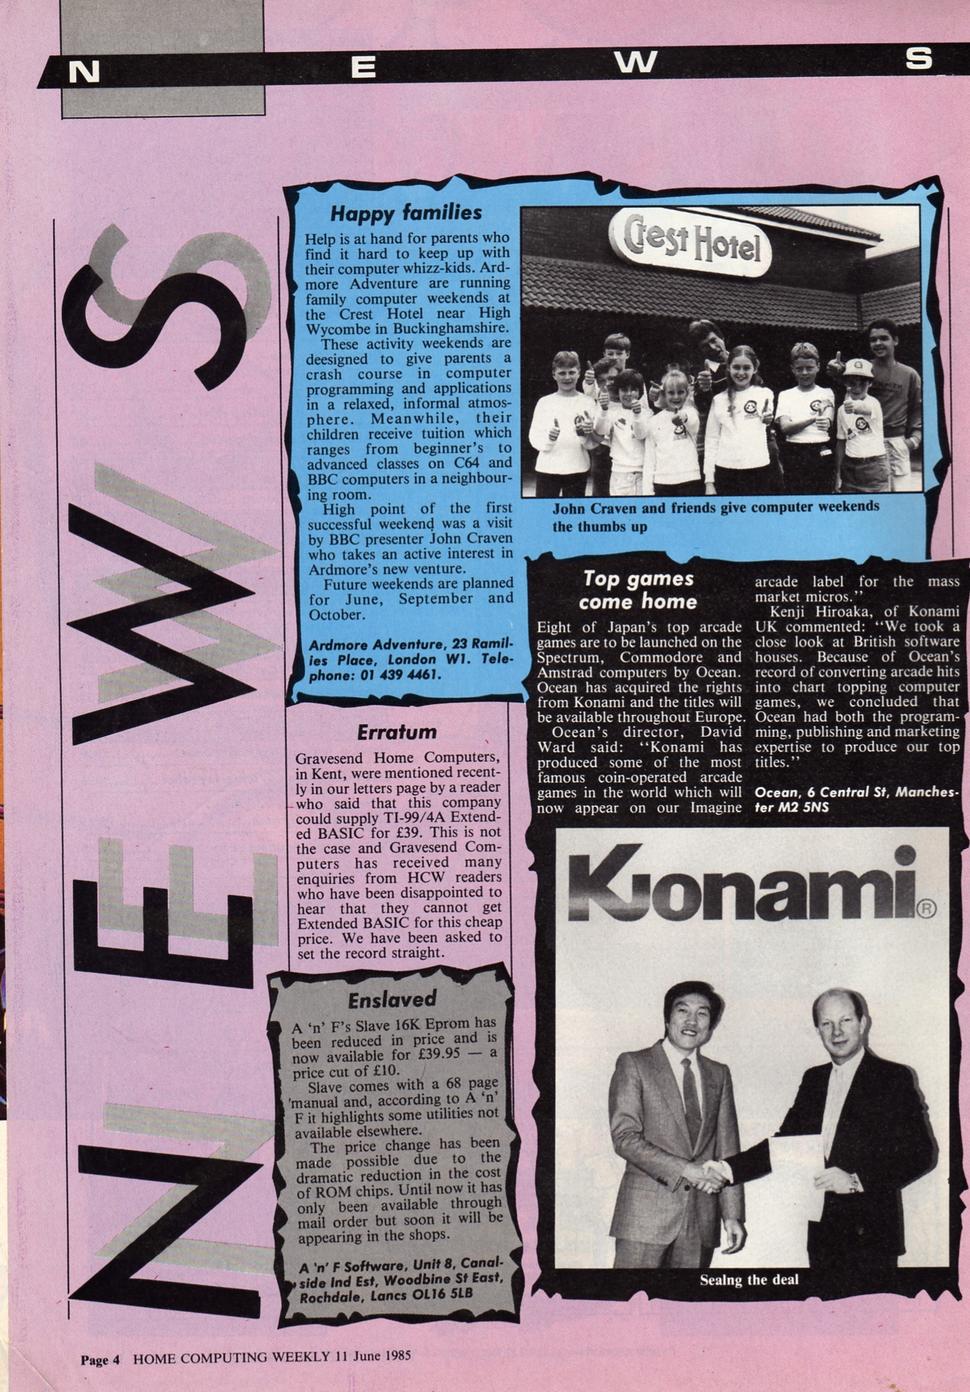 N E W S
NEWS
Happy families
Help is at hand for parents who
find it hard to keep up with
their computer whizz-kids. Ard-
more Adventure are running
family computer weekends at
the Crest Hotel near High
Wycombe in Buckinghamshire.
These activity weekends are
deesigned to give parents a
crash course in computer
programming and applications
in a relaxed, informal atmos-
phere. Meanwhile, their
children receive tuition which
ranges from beginner's to
advanced classes on C64 and
BBC computers in a neighbour-
ing room.
High point of the first
successful weekend was a visit
by BBC presenter John Craven
who takes an active interest in
Ardmore's new venture.
Future weekends are planned
for June, September and
October.
Ardmore Adventure, 23 Ramil-
lies Place, London W1. Tele-
phone: 01 439 4461.
Crest Hotel
John Craven and friends give computer weekends
the thumbs up
Erratum
Gravesend Home Computers,
in Kent, were mentioned recent-
ly in our letters page by a reader
who said that this company
could supply TI-99/4A Extend-
ed BASIC for £39. This is not
the case and Gravesend Com-
puters has received many
enquiries from HCW readers
who have been disappointed to
hear that they cannot get
Extended BASIC for this cheap
price. We have been asked to
set the record straight.
Enslaved
A 'n' F's Slave 16K Eprom has
been reduced in price and is
now available for £39.95 — a
price cut of £10.
Slave comes with a 68 page
manual and, according to A 'n'
F it highlights some utilities not
available elsewhere.
The price change has been
made possible due to the
dramatic reduction in the cost
of ROM chips. Until now it has
only been available through
mail order but soon it will be
appearing in the shops.
A 'n' F Software, Unit 8, Canal-
side Ind Est, Woodbine St East,
Rochdale, Lancs OL16 5LB
Top games
come home
Eight of Japan's top arcade
games are to be launched on the
Spectrum, Commodore and
Amstrad computers by Ocean.
Ocean has acquired the rights
from Konami and the titles will
be available throughout Europe.
Ocean's director, David
Ward said: "Konami has
produced some of the most
famous coin-operated arcade
games in the world which will
now appear on our Imagine
arcade label for the mass
market micros."
Kenji Hiroaka, of Konami
UK commented: "We took a
close look at British software
houses. Because of Ocean's
record of converting arcade hits
into chart topping computer
games, we concluded that
Ocean had both the program-
ming, publishing and marketing
expertise to produce our top
titles."
Ocean, 6 Central St, Manches-
ter M2 5NS
Konami®
Sealng the deal
Page 4 HOME COMPUTING WEEKLY 11 June 1985